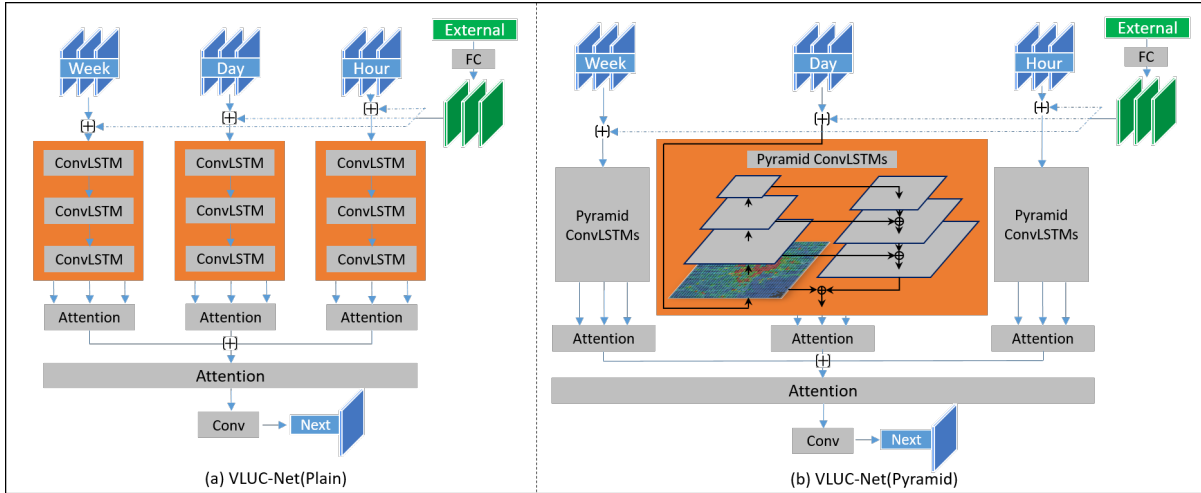 External
Week
Day
Hour
FC
[+]
[+]
[+]
ConvLSTM
ConvLSTM
ConvLSTM
ConvLSTM
ConvLSTM
ConvLSTM
ConvLSTM
ConvLSTM
ConvLSTM
Attention
Attention
Attention
[+]
Attention
Conv
Next
(a) VLUC-Net(Plain)
External
Week
Day
Hour
FC
[+]
[+]
[+]
Pyramid ConvLSTMs
Pyramid
ConvLSTMs
Pyramid
ConvLSTMs
Attention
Attention
Attention
[+]
Attention
Conv
Next
(b) VLUC-Net(Pyramid)